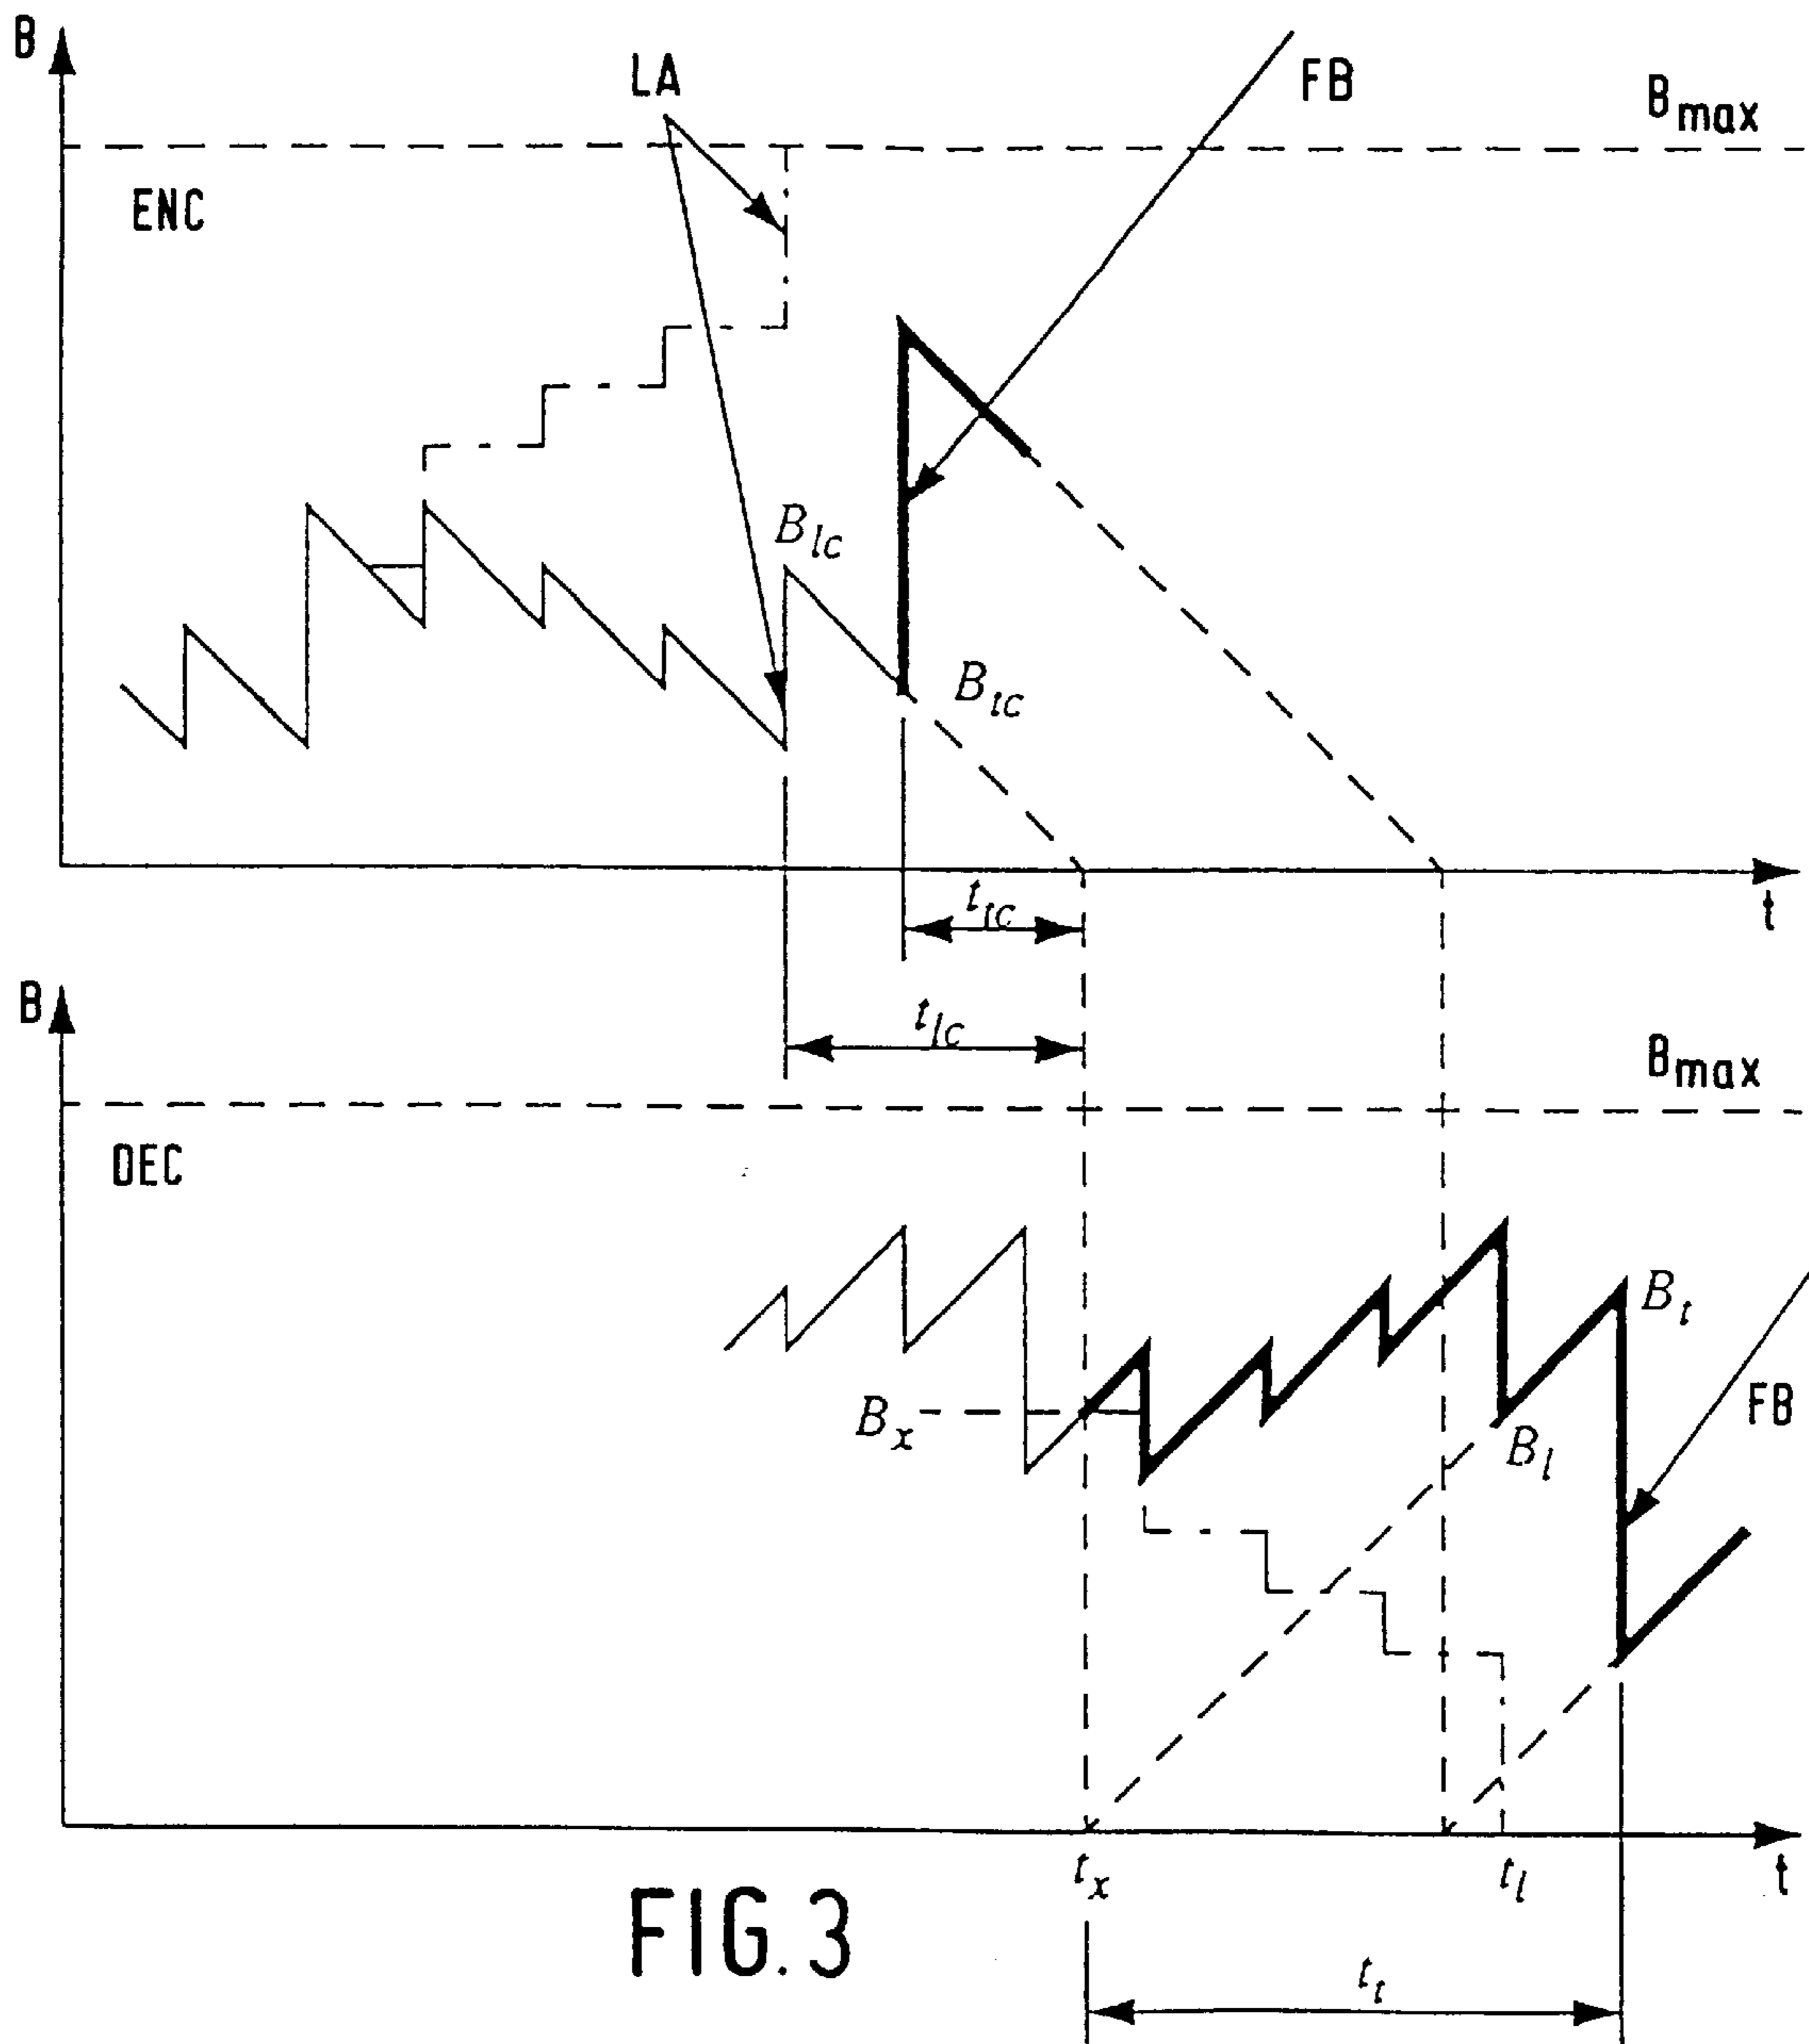 B
LA
FB
Bmax
ENC
Blc
Btc
ttc
t
tlc
B
Bmax
DEC
Bt
Bx
FB
Bl
tx
tl
t
FIG. 3
tt